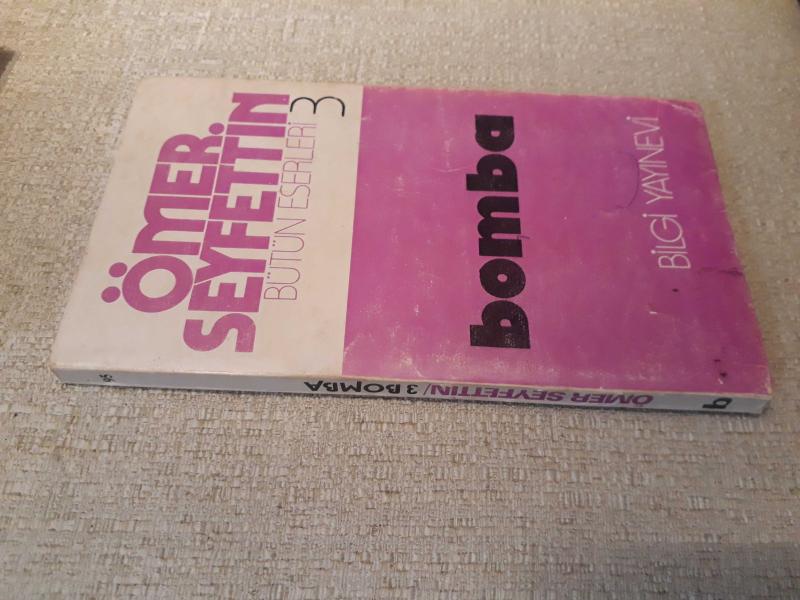 ÖMER
SEYFETTİN
BÜTÜN ESERLERİ 3
bomba
BİLGİ YAYINEVİ
ÖMER SEYFETTİN/3 BOMBA
b